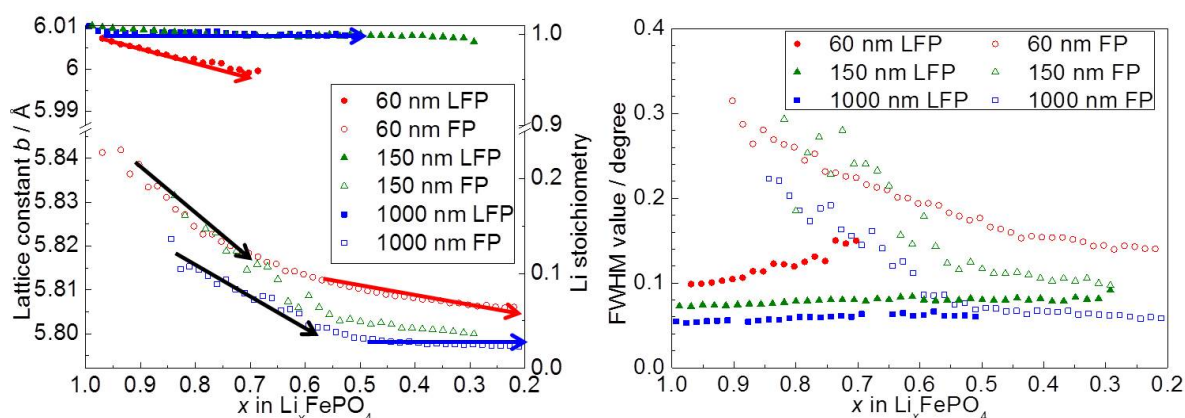 6.01
6
5.99
5.84
5.83
5.82
5.81
5.80
Lattice constant b / Å
1.0 0.9 0.8 0.7 0.6 0.5 0.4 0.3 0.2
x in LixFePO4
1.0
0.9
0.2
0.1
0.0
Li stoichiometry
60 nm LFP
60 nm FP
150 nm LFP
150 nm FP
1000 nm LFP
1000 nm FP
0.4
0.3
0.2
0.1
0.0
FWHM value / degree
1.0 0.9 0.8 0.7 0.6 0.5 0.4 0.3 0.2
x in LixFePO4
60 nm LFP 60 nm FP
150 nm LFP 150 nm FP
1000 nm LFP 1000 nm FP